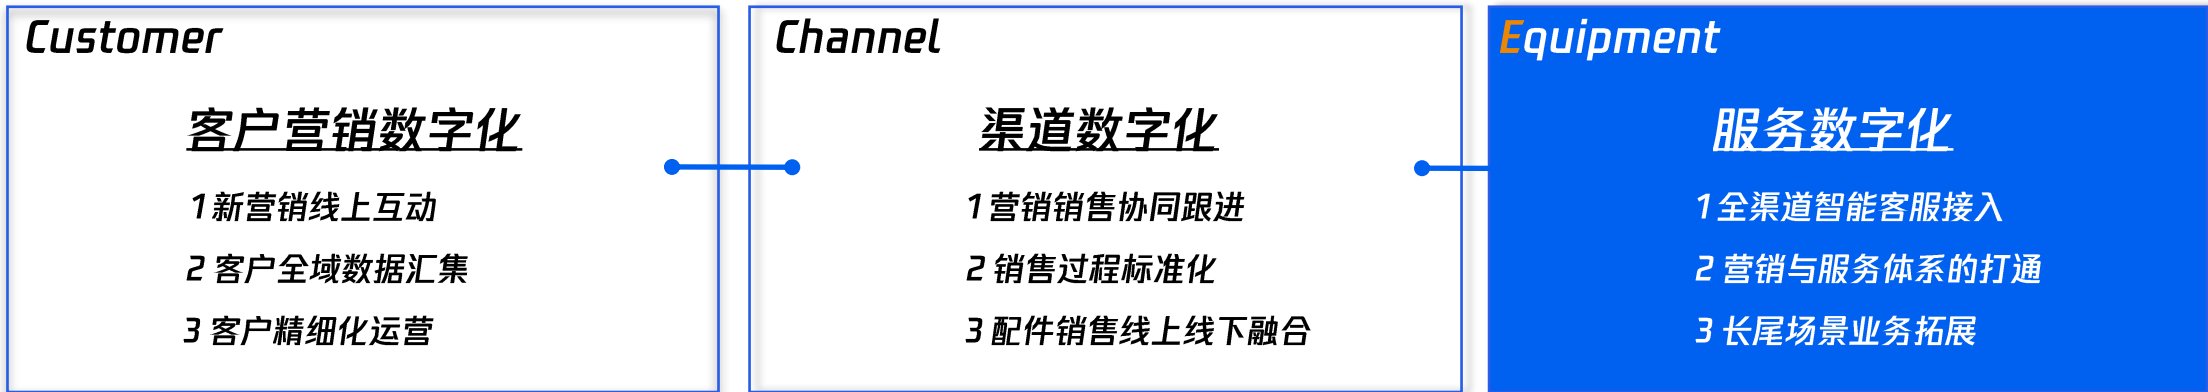 Customer
客户营销数字化
1 新营销线上互动
2 客户全域数据汇集
3 客户精细化运营
Channel
渠道数字化
1 营销销售协同跟进
2 销售过程标准化
3 配件销售线上线下融合
Equipment
服务数字化
1 全渠道智能客服接入
2 营销与服务体系的打通
3 长尾场景业务拓展